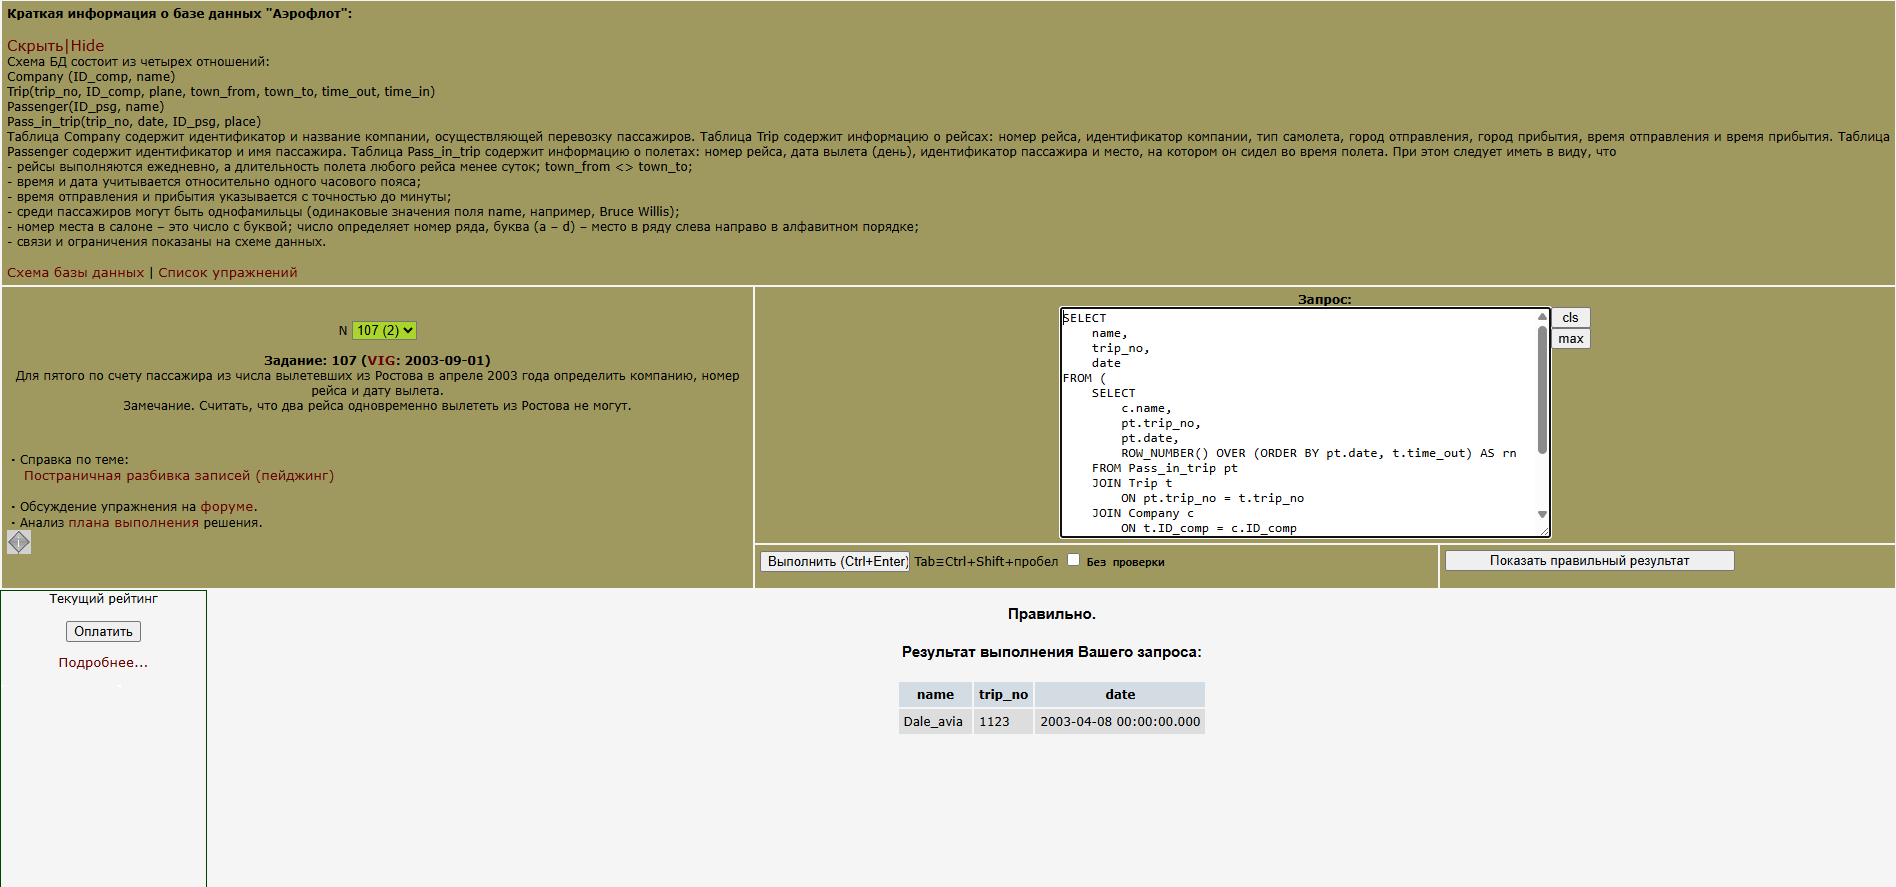 Краткая информация о базе данных "Аэрофлот":
Скрыть|Hide
Схема БД состоит из четырех отношений:
Company (ID_comp, name)
Trip(trip_no, ID_comp, plane, town_from, town_to, time_out, time_in)
Passenger(ID_psg, name)
Pass_in_trip(trip_no, date, ID_psg, place)
Таблица Company содержит идентификатор и название компании, осуществляющей перевозку пассажиров. Таблица Trip содержит информацию о рейсах: номер рейса, идентификатор компании, тип самолета, город отправления, город прибытия, время отправления и время прибытия. Таблица
Passenger содержит идентификатор и имя пассажира. Таблица Pass_in_trip содержит информацию о полетах: номер рейса, дата вылета (день), идентификатор пассажира и место, на котором он сидел во время полета. При этом следует иметь в виду, что
- рейсы выполняются ежедневно, а длительность полета любого рейса менее суток; town_from <> town_to;
- время и дата учитывается относительно одного часового пояса;
- время отправления и прибытия указывается с точностью до минуты;
- среди пассажиров могут быть однофамильцы (одинаковые значения поля name, например, Bruce Willis);
- номер места в салоне – это число с буквой; число определяет номер ряда, буква (a – d) – место в ряду слева направо в алфавитном порядке;
- связи и ограничения показаны на схеме данных.
Схема базы данных | Список упражнений
N 107 (2)
Задание: 107 (VIG: 2003-09-01)
Для пятого по счету пассажира из числа вылетевших из Ростова в апреле 2003 года определить компанию, номер
рейса и дату вылета.
Замечание. Считать, что два рейса одновременно вылететь из Ростова не могут.
· Справка по теме:
Постраничная разбивка записей (пейджинг)
· Обсуждение упражнения на форуме.
· Анализ плана выполнения решения.
Запрос:
SELECT
name,
trip_no,
date
FROM (
SELECT
c.name,
pt.trip_no,
pt.date,
ROW_NUMBER() OVER (ORDER BY pt.date, t.time_out) AS rn
FROM Pass_in_trip pt
JOIN Trip t
ON pt.trip_no = t.trip_no
JOIN Company c
ON t.ID_comp = c.ID_comp
cls
max
Выполнить (Ctrl+Enter) Tab≡Ctrl+Shift+пробел Без проверки
Показать правильный результат
Текущий рейтинг
Оплатить
Подробнее...
Правильно.
Результат выполнения Вашего запроса:
name trip_no date
Dale_avia 1123 2003-04-08 00:00:00.000